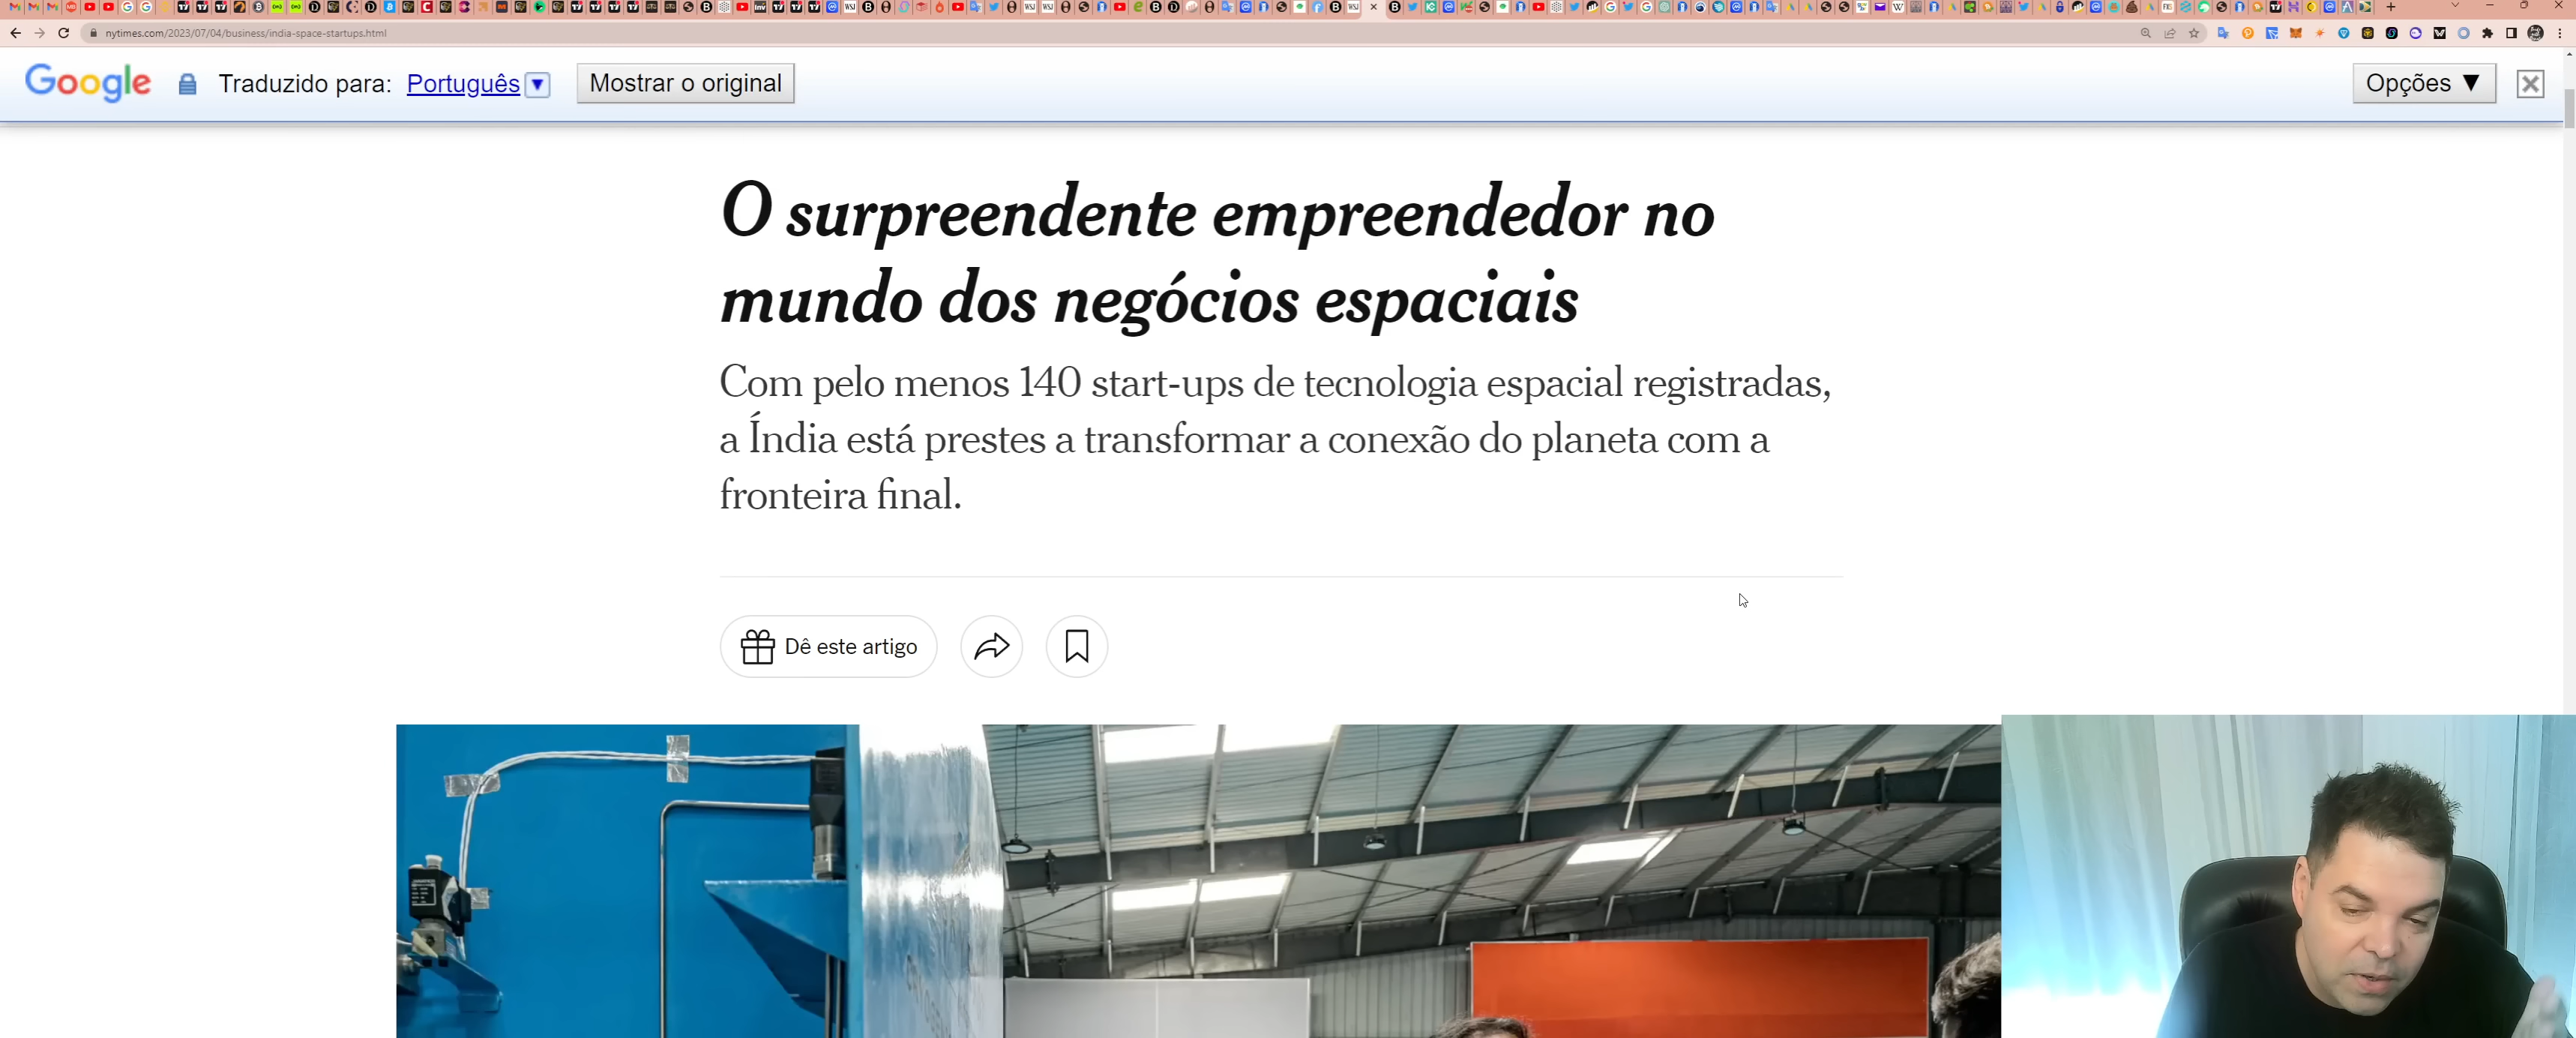 nytimes.com/2023/07/04/business/india-space-startups.html
Google Traduzido para: Português Mostrar o original Opções ▼
O surpreendente empreendedor no
mundo dos negócios espaciais
Com pelo menos 140 start-ups de tecnologia espacial registradas,
a Índia está prestes a transformar a conexão do planeta com a
fronteira final.
Dê este artigo